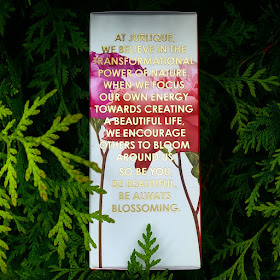 AT JURLIQUE,
WE BELIEVE IN THE
TRANSFORMATIONAL
POWER OF NATURE.
WHEN WE FOCUS
OUR OWN ENERGY
TOWARDS CREATING
A BEAUTIFUL LIFE,
WE ENCOURAGE
OTHERS TO BLOOM
AROUND US.
SO BE YOU,
BE BEAUTIFUL,
BE ALWAYS
BLOSSOMING.